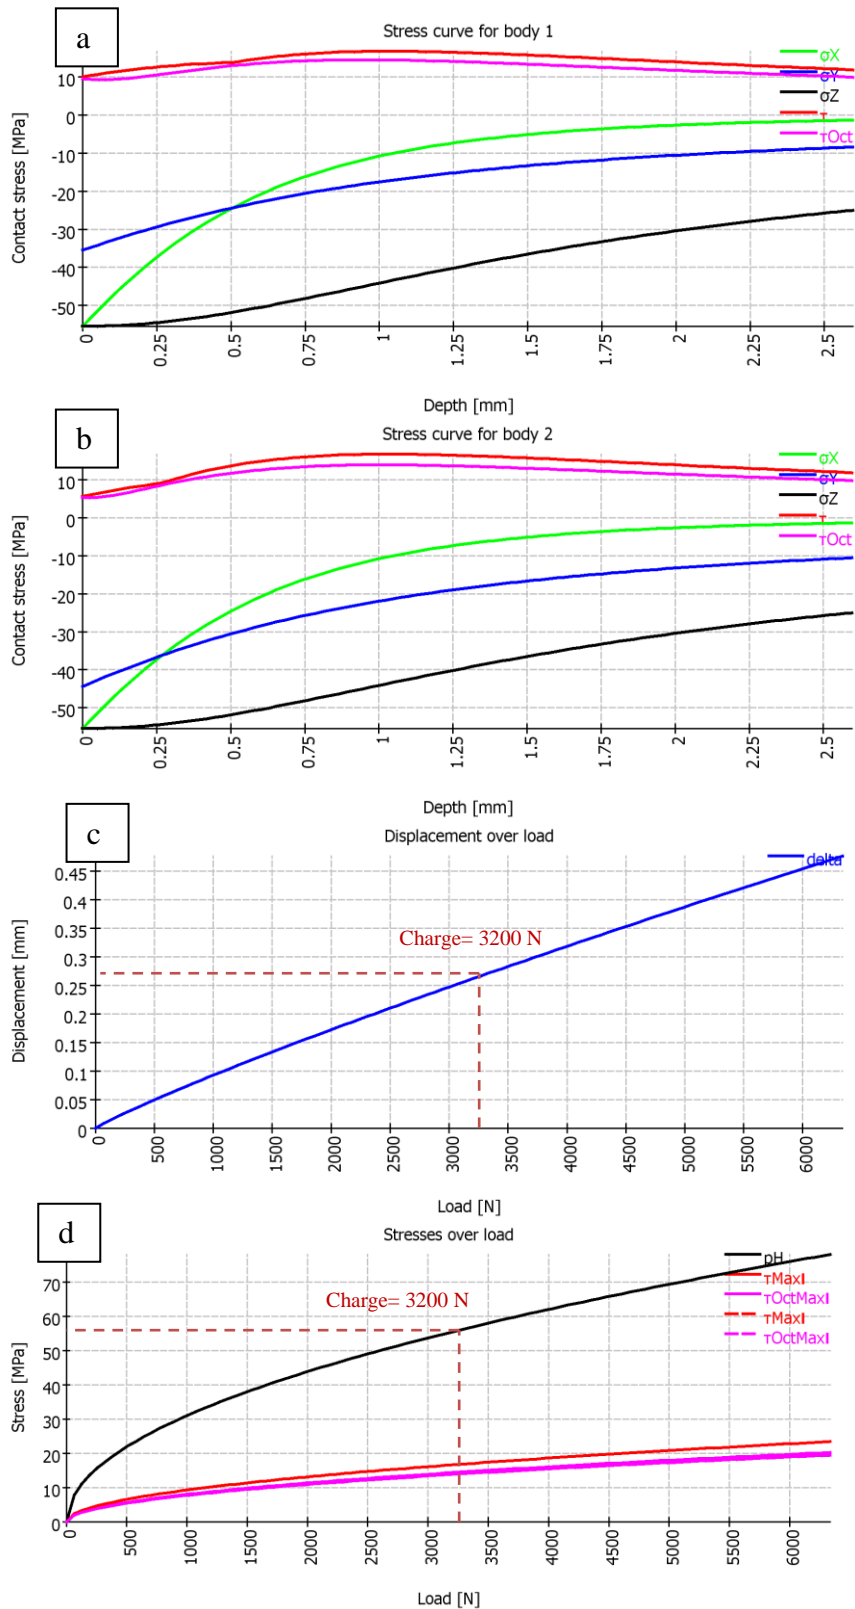 a
Stress curve for body 1
Contact stress [MPa]
10
0
-10
-20
-30
-40
-50
σX
σY
σZ
τ
τOct
0
0.25
0.5
0.75
1
1.25
1.5
1.75
2
2.25
2.5
Depth [mm]
b
Stress curve for body 2
Contact stress [MPa]
10
0
-10
-20
-30
-40
-50
σX
σY
σZ
τ
τOct
0
0.25
0.5
0.75
1
1.25
1.5
1.75
2
2.25
2.5
Depth [mm]
c
Displacement over load
Displacement [mm]
0.45
0.4
0.35
0.3
0.25
0.2
0.15
0.1
0.05
0
delta
Charge= 3200 N
0
500
1000
1500
2000
2500
3000
3500
4000
4500
5000
5500
6000
Load [N]
d
Stresses over load
Stress [MPa]
70
60
50
40
30
20
10
0
pH
τMax1
τOctMax1
τMax1
τOctMax1
Charge= 3200 N
0
500
1000
1500
2000
2500
3000
3500
4000
4500
5000
5500
6000
Load [N]